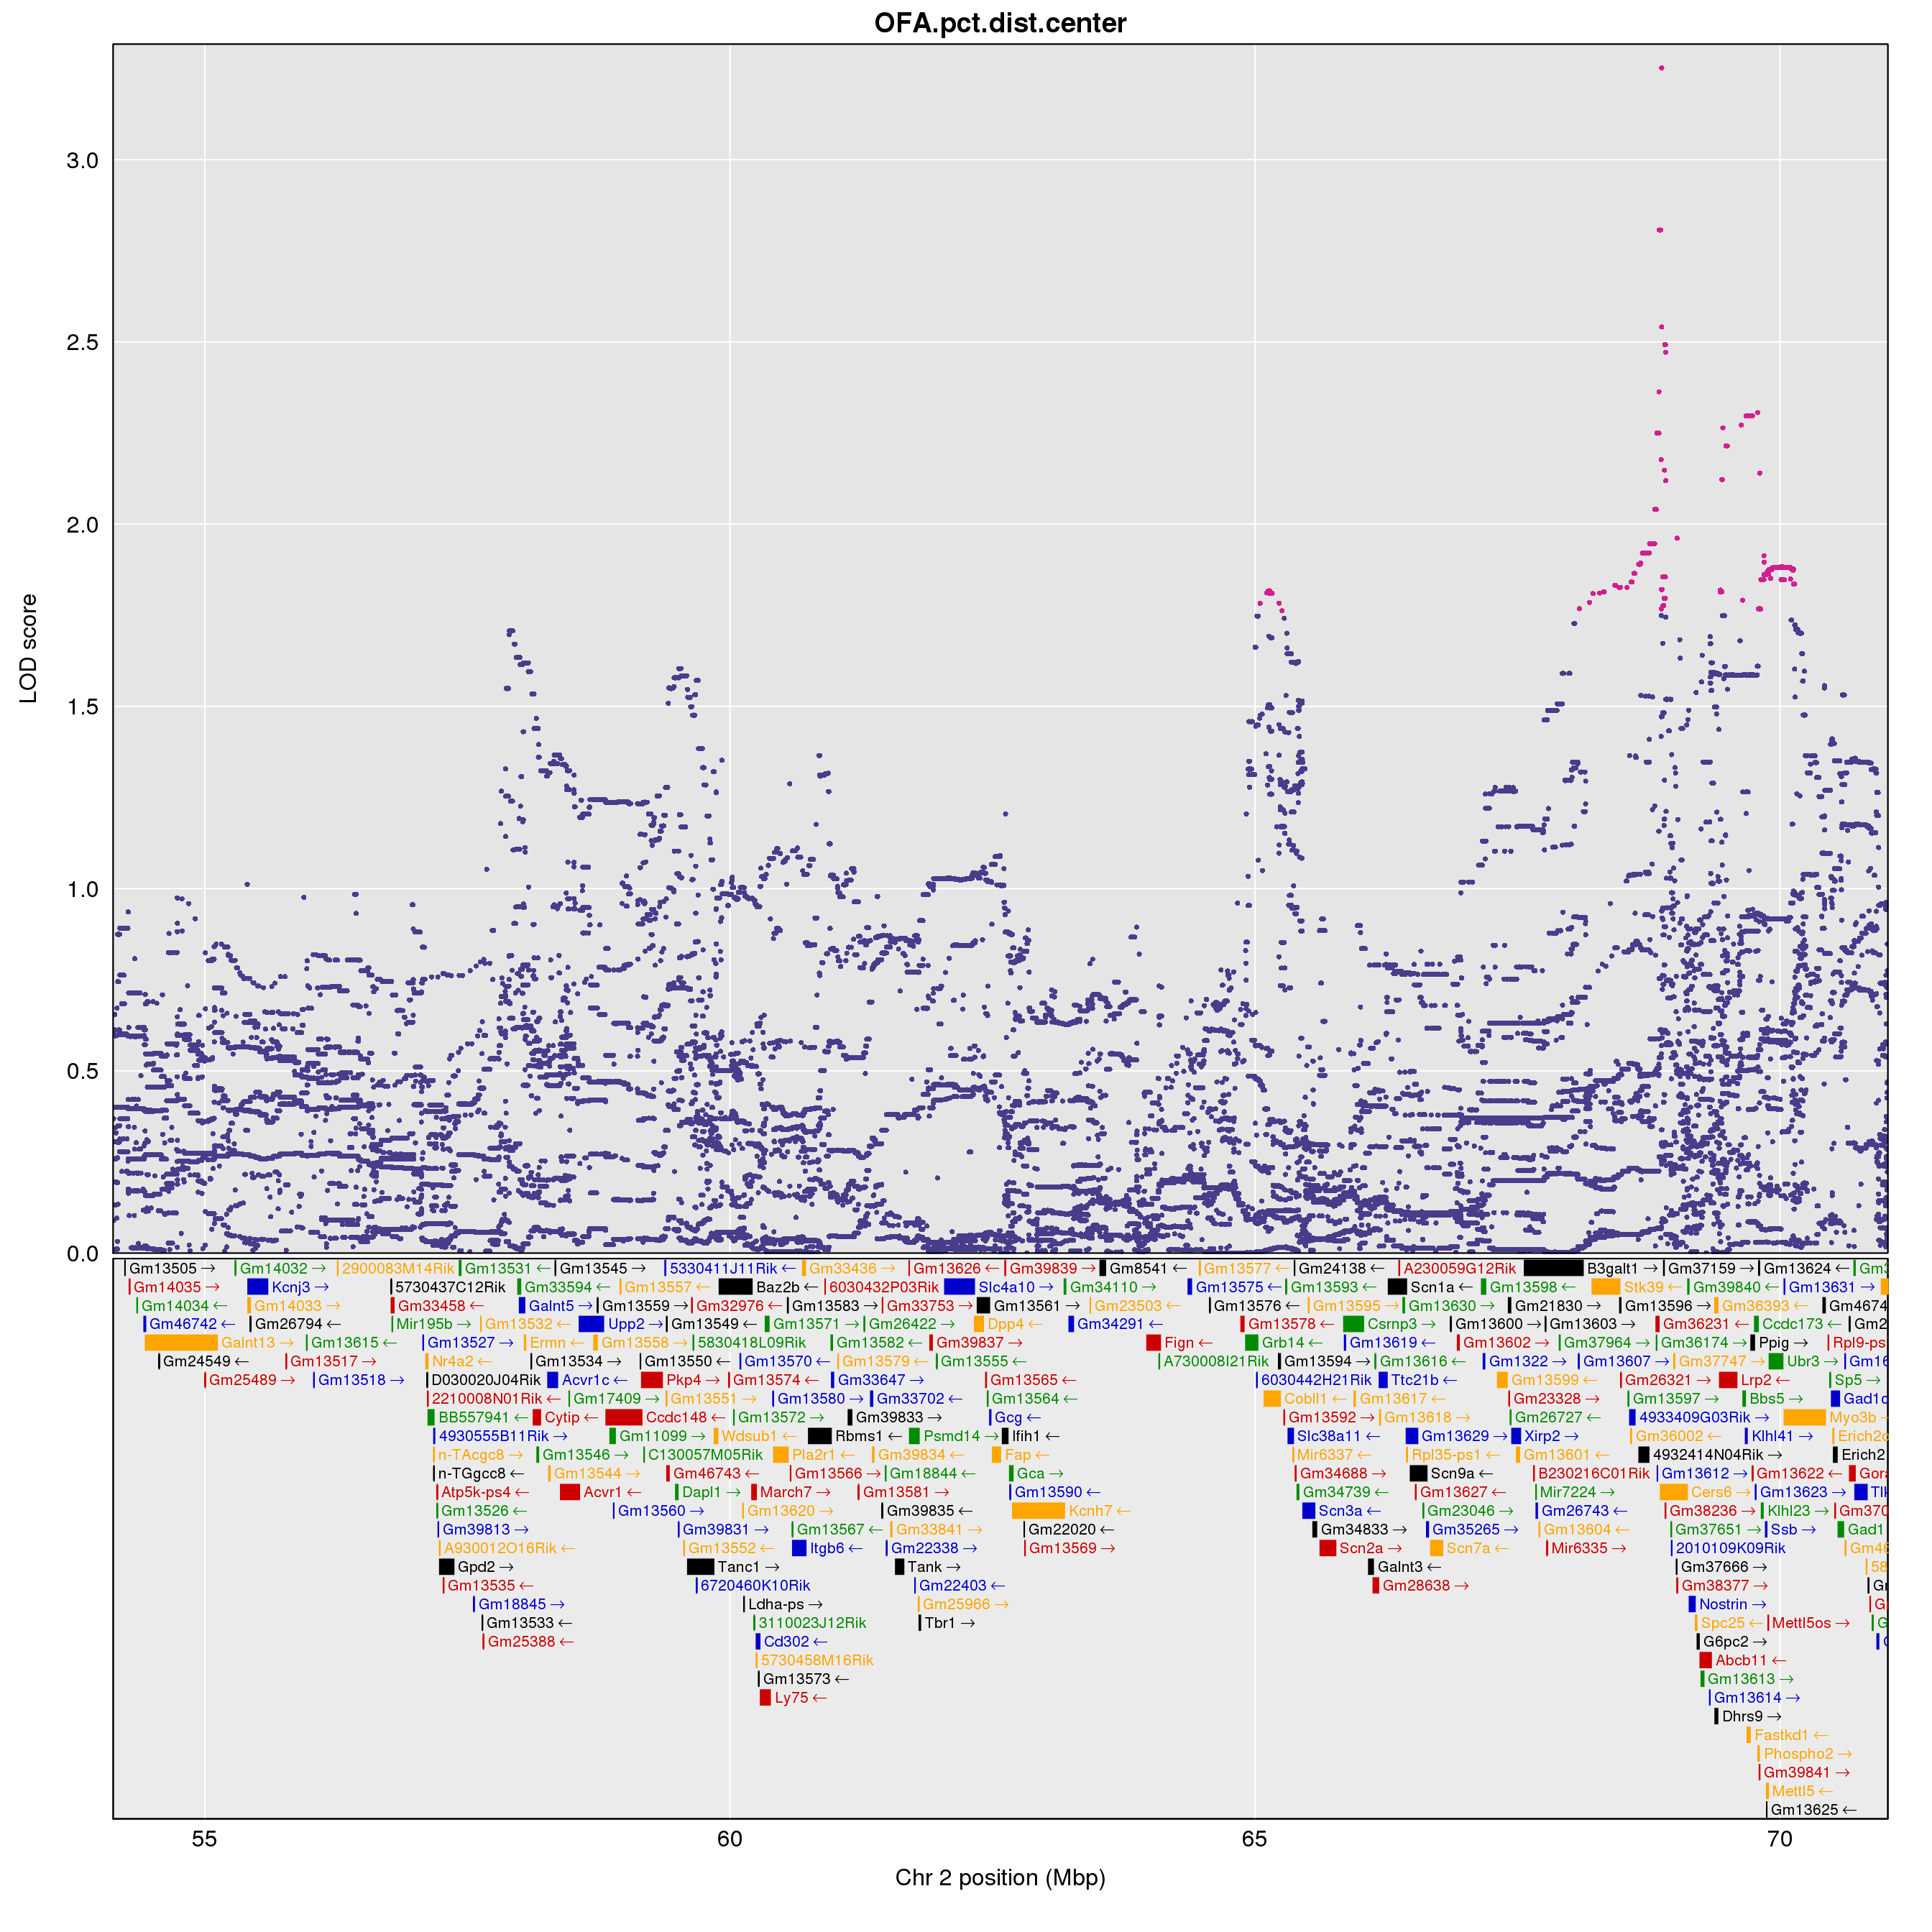 OFA.pct.dist.center
3.0
2.5
2.0
1.5
1.0
0.5
0.0
LOD score
Gm13505 → Gm14032 → 2900083M14Rik Gm13531 ← Gm13545 → 5330411J11Rik ← Gm33436 → Gm13626 ← Gm39839 → Gm8541 ← Gm13577 ← Gm24138 ← A230059G12Rik B3galt1 → Gm37159 → Gm13624 →
Gm14035 → Kcnj3 → 5730437C12Rik Gm33594 ← Gm13557 ← Baz2b ← 6030432P03Rik Slc4a10 → Gm34110 → Gm13575 ← Gm13593 ← Scn1a ← Gm13598 ← Stk39 ← Gm39840 ← Gm13631 →
Gm14034 ← Gm14033 → Gm33458 ← Galnt5 → Gm13559 ← Gm32976 ← Gm13583 → Gm33753 → Gm13561 → Gm23503 ← Gm13576 ← Gm13595 → Gm13630 ← Gm21830 → Gm13596 → Gm36393 ← Gm4674
Gm46742 ← Gm26794 ← Mir195b → Gm13532 ← Upp2 → Gm13549 ← Gm13571 → Gm26422 → Dpp4 ← Gm34291 ← Gm13578 ← Csrnp3 → Gm13600 ← Gm13603 → Gm36231 ← Ccdc173 ← Gm2
Galnt13 → Gm13615 ← Gm13527 → Ermn ← Gm13558 ← 5830418L09Rik Gm13582 ← Gm39837 → Fign ← Grb14 ← Gm13619 ← Gm13602 → Gm37964 ← Gm36174 ← Ppig → Rpl9-ps
Gm24549 ← Gm13517 → Nr4a2 ← Gm13534 → Gm13550 ← Gm13570 ← Gm13579 ← Gm13555 ← A730008I21Rik Gm13594 ← Gm13616 ← Gm1322 ← Gm13607 ← Gm37747 ← Ubr3 → Gm16
Gm25489 → Gm13518 → D030020J04Rik Acvr1c ← Pkp4 → Gm13574 ← Gm33647 → Gm13565 ← 6030442H21Rik Ttc21b ← Gm13599 ← Gm26321 ← Lrp2 ← Sp5 →
2210008N01Rik ← Gm17409 → Gm13551 ← Gm13580 ← Gm33702 ← Gm13564 ← Cobll1 ← Gm13617 ← Gm23328 → Gm13597 ← Bbs5 → Gad1
BB557941 ← Cytip ← Ccdc148 ← Gm13572 → Gm39833 → Gcg ← Gm13592 ← Gm13618 ← Gm26727 ← 4933409G03Rik → Myo3b
4930555B11Rik → Gm11099 → Wdsub1 ← Rbms1 ← Psmd14 → Ifih1 ← Slc38a11 ← Gm13629 → Xirp2 → Gm36002 ← Klhl41 → Erich2
n-TAcgc8 → Gm13546 → C130057M05Rik Pla2r1 ← Gm39834 ← Fap ← Mir6337 ← Rpl35-ps1 ← Gm13601 ← 4932414N04Rik → Erich2
n-TGgcc8 ← Gm13544 → Gm46743 ← Gm13566 → Gm18844 ← Gca → Gm34688 → Scn9a ← B230216C01Rik Gm13612 → Gm13622 ← Gor
Atp5k-ps4 ← Acvr1 ← Dapl1 → March7 → Gm13581 → Gm13590 ← Gm34739 ← Gm13627 ← Mir7224 → Cers6 → Gm13623 → Tl
Gm13526 ← Gm13560 ← Gm13620 → Gm39835 ← Kcnh7 ← Scn3a ← Gm23046 ← Gm26743 ← Gm38236 → Klhl23 → Gm370
Gm39813 → Gm39831 → Gm13567 ← Gm33841 ← Gm22020 ← Gm34833 → Gm35265 ← Gm13604 ← Gm37651 → Ssb → Gad1
A930012O16Rik ← Gm13552 ← Itgb6 ← Gm22338 → Gm13569 → Scn2a → Scn7a ← Mir6335 → 2010109K09Rik
Gpd2 → Tanc1 → Tank → Galnt3 ← Gm37666 → 58
Gm13535 ← 6720460K10Rik Gm22403 ← Gm28638 → Gm38377 →
Gm18845 → Ldha-ps → Gm25966 → Nostrin →
Gm13533 ← 3110023J12Rik Tbr1 → Spc25 ← Mettl5os →
Gm25388 ← Cd302 ← G6pc2 →
5730458M16Rik Abcb11 ←
Gm13573 ← Gm13613 →
Ly75 ← Gm13614 →
Dhrs9 →
Fastkd1 ←
Phospho2 →
Gm39841 →
Mettl5 ←
Gm13625 ←
55 60 65 70
Chr 2 position (Mbp)